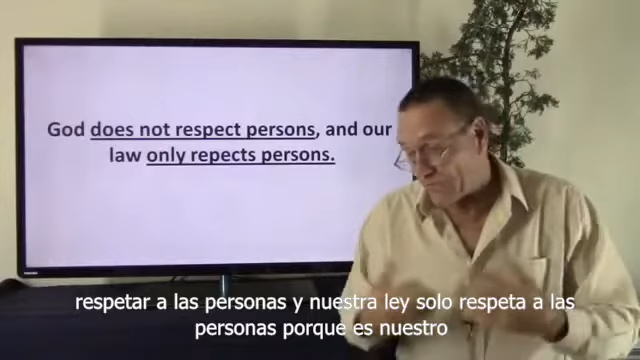 God does not respect persons, and our
law only repects persons.
respetar a las personas y nuestra ley solo respeta a las
personas porque es nuestro